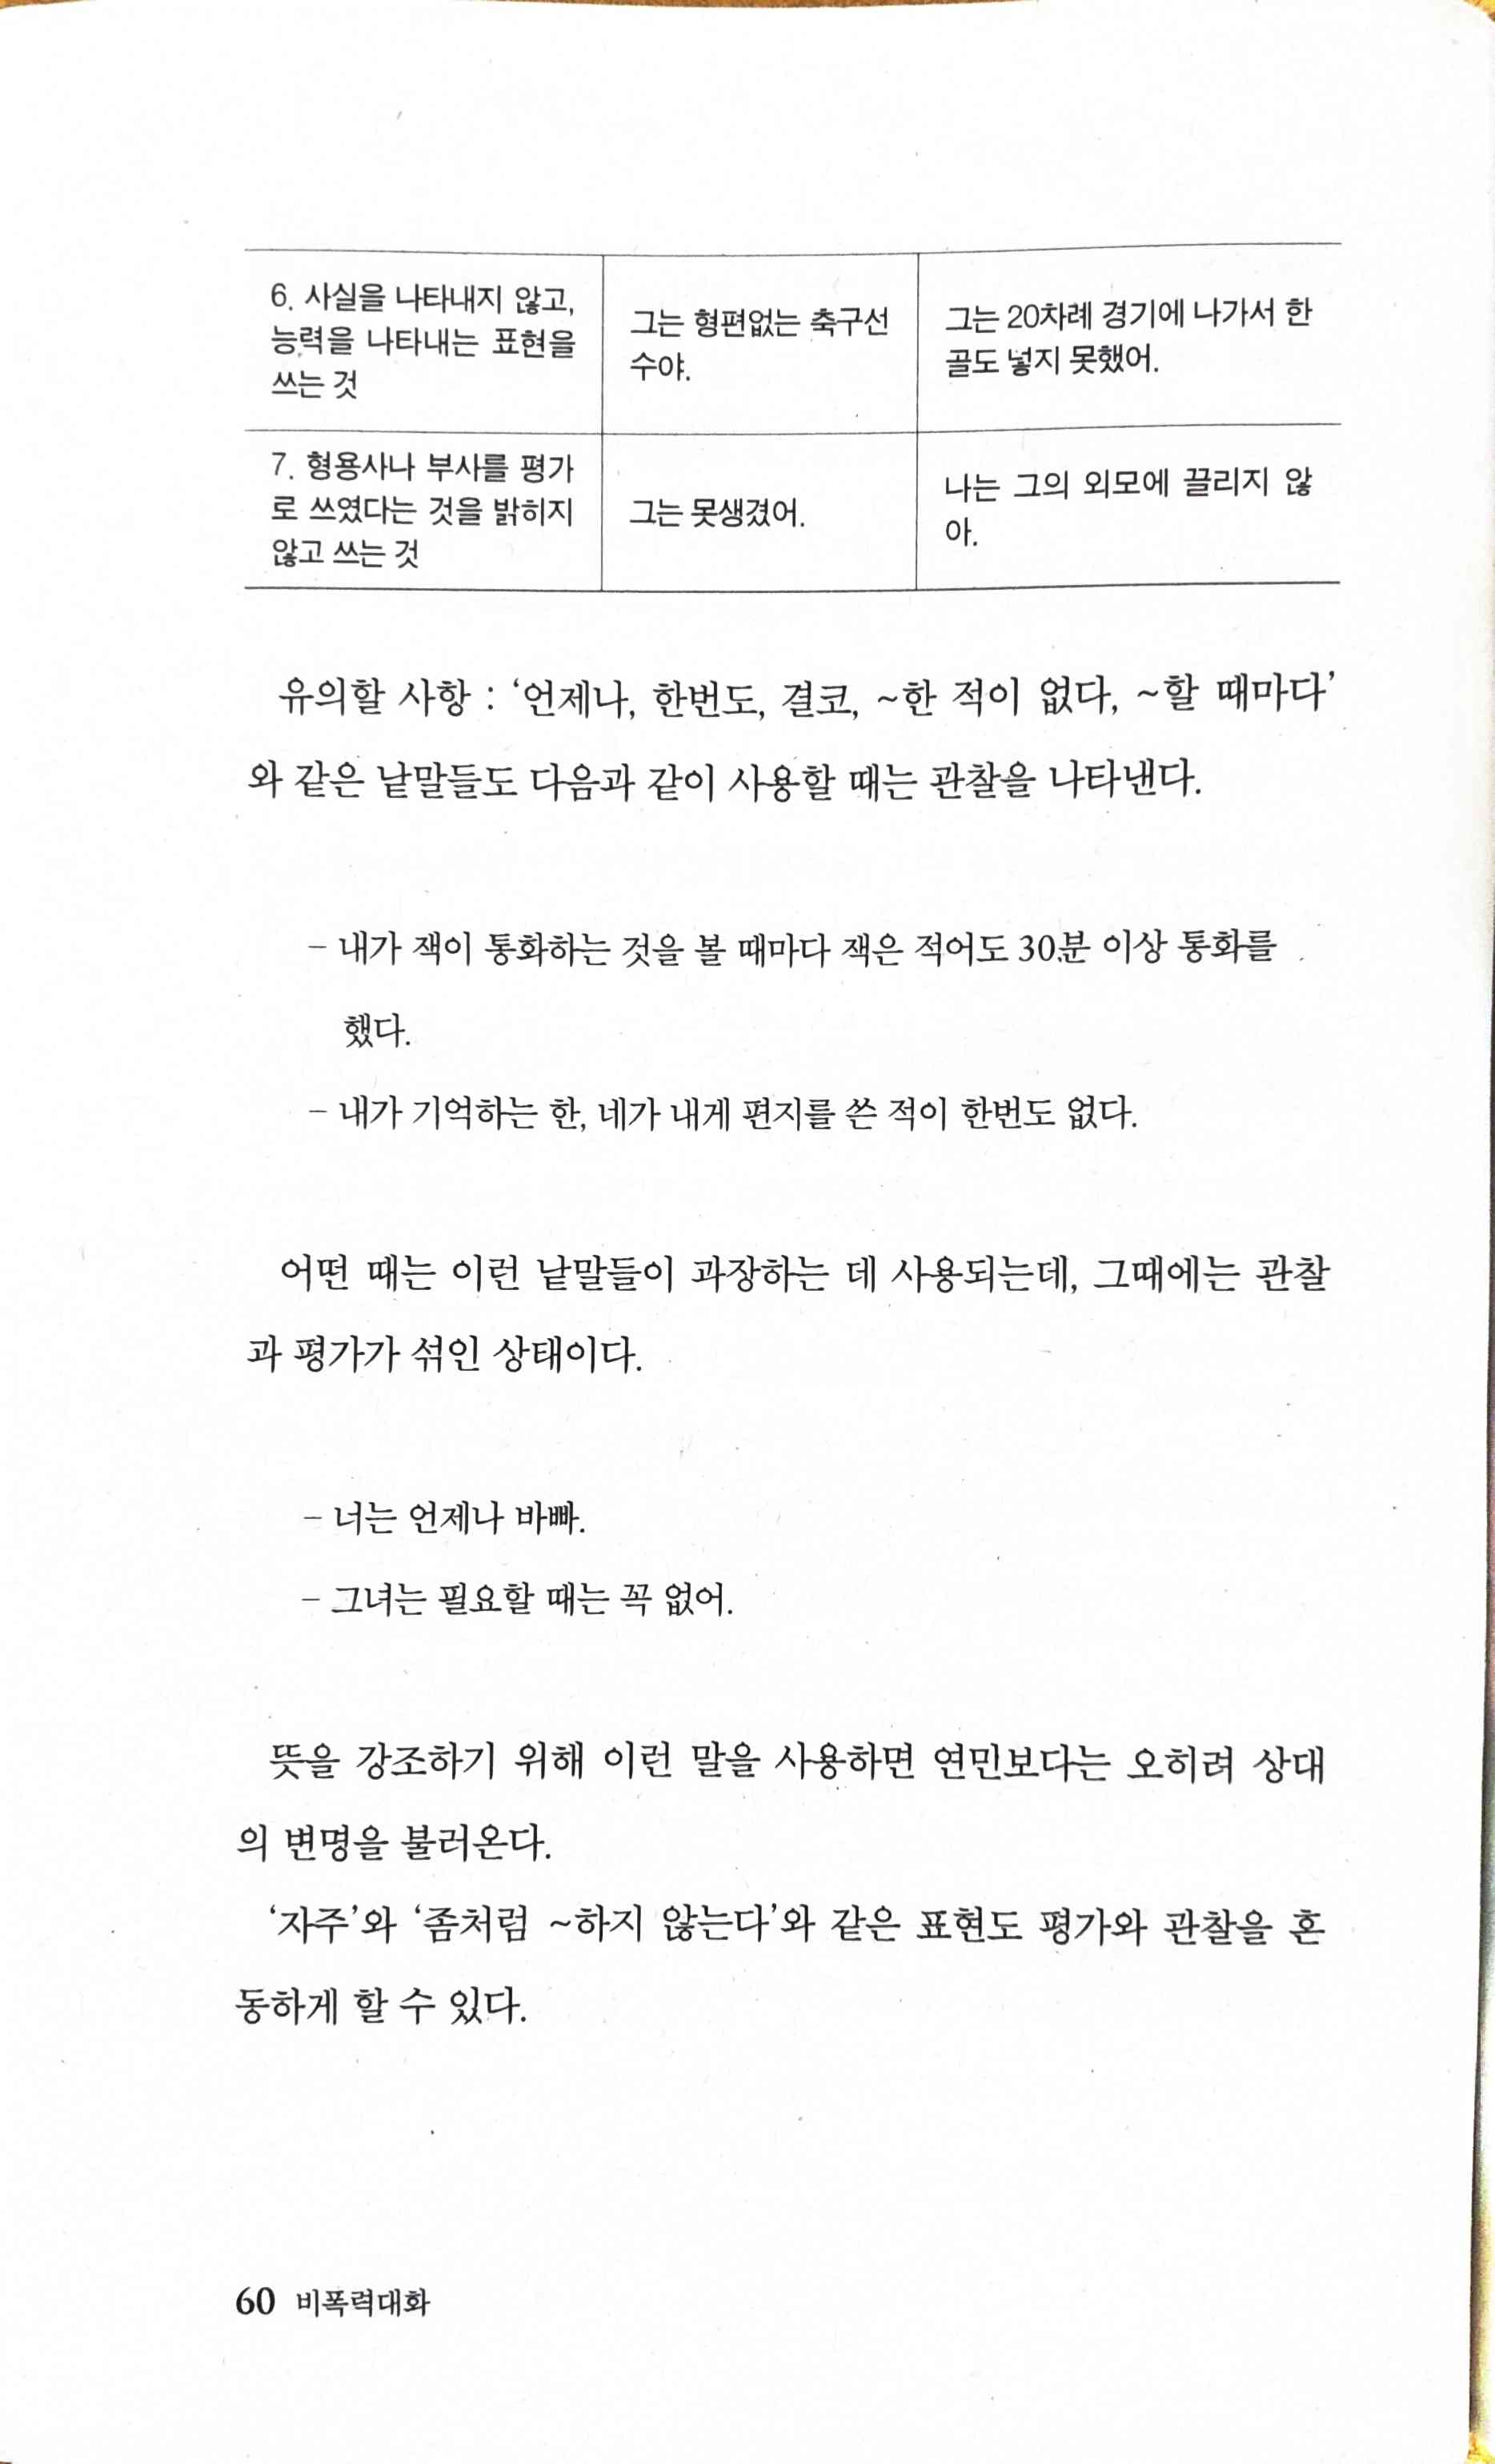 6. 사실을 나타내지 않고,
능력을 나타내는 표현을
쓰는 것
그는 형편없는 축구선
수야.
그는 20차례 경기에 나가서 한
골도 넣지 못했어.
7. 형용사나 부사를 평가
로 쓰였다는 것을 밝히지
않고 쓰는 것
그는 못생겼어.
나는 그의 외모에 끌리지 않
아.
유의할 사항 : ‘언제나, 한번도, 결코, ~한 적이 없다, ~할 때마다’
와 같은 낱말들도 다음과 같이 사용할 때는 관찰을 나타낸다.
– 내가 잭이 통화하는 것을 볼 때마다 잭은 적어도 30분 이상 통화를
했다.
– 내가 기억하는 한, 네가 내게 편지를 쓴 적이 한번도 없다.
어떤 때는 이런 낱말들이 과장하는 데 사용되는데, 그때에는 관찰
과 평가가 섞인 상태이다.
– 너는 언제나 바빠.
– 그녀는 필요할 때는 꼭 없어.
뜻을 강조하기 위해 이런 말을 사용하면 연민보다는 오히려 상대
의 변명을 불러온다.
‘자주’와 ‘좀처럼 ~하지 않는다’와 같은 표현도 평가와 관찰을 혼
동하게 할 수 있다.
60 비폭력대화